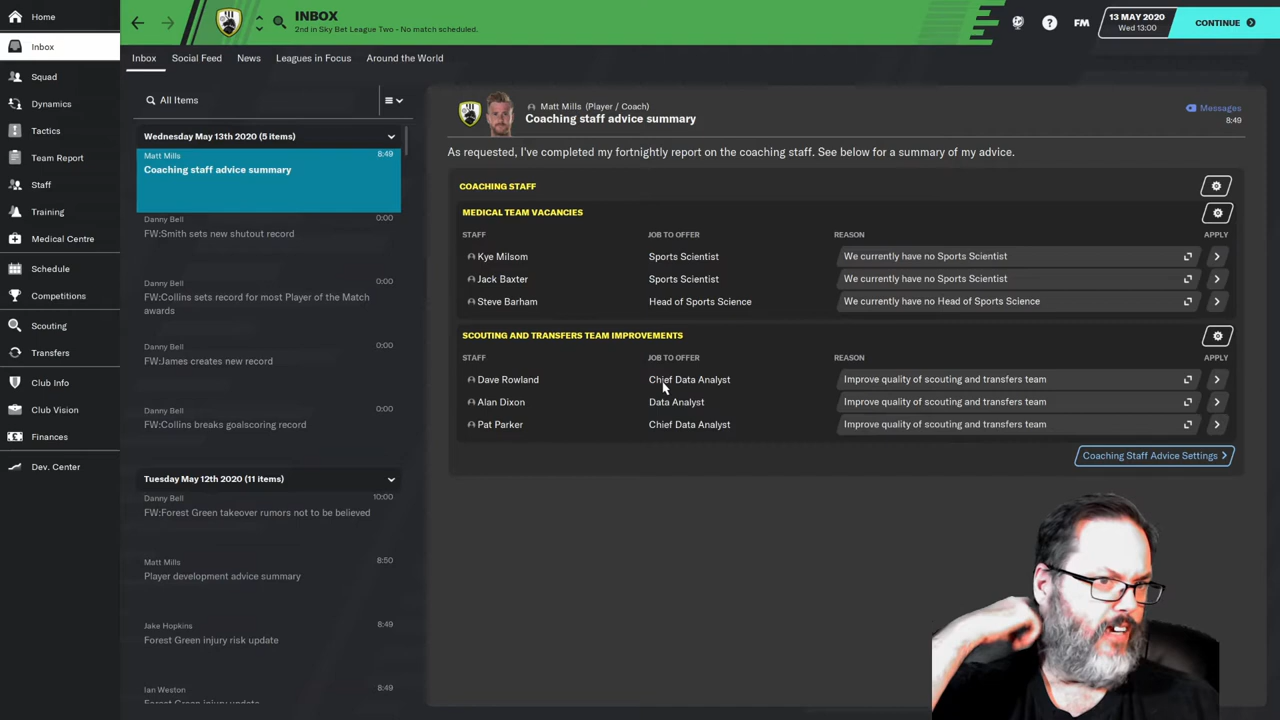 Home
Inbox
Squad
Dynamics
Tactics
Team Report
Staff
Training
Medical Centre
Schedule
Competitions
Scouting
Transfers
Club Info
Club Vision
Finances
Dev. Center
INBOX
2nd in Sky Bet League Two - No match scheduled.
FM
13 MAY 2020
Wed 13:00
CONTINUE
Inbox Social Feed News Leagues in Focus Around the World
All Items
Wednesday May 13th 2020 (5 items)
Matt Mills 8:49
Coaching staff advice summary
Danny Bell 0:00
FW:Smith sets new shutout record
Danny Bell 0:00
FW:Collins sets record for most Player of the Match
awards
Danny Bell 0:00
FW:James creates new record
Danny Bell 0:00
FW:Collins breaks goalscoring record
Tuesday May 12th 2020 (11 items)
Danny Bell 10:00
FW:Forest Green takeover rumors not to be believed
Matt Mills 8:50
Player development advice summary
Jake Hopkins 8:49
Forest Green injury risk update
Ian Weston 8:49
Forest Green injury update
Matt Mills (Player / Coach)
Coaching staff advice summary
Messages
8:49
As requested, I've completed my fortnightly report on the coaching staff. See below for a summary of my advice.
COACHING STAFF
MEDICAL TEAM VACANCIES
STAFF JOB TO OFFER REASON APPLY
Kye Milsom Sports Scientist We currently have no Sports Scientist
Jack Baxter Sports Scientist We currently have no Sports Scientist
Steve Barham Head of Sports Science We currently have no Head of Sports Science
SCOUTING AND TRANSFERS TEAM IMPROVEMENTS
STAFF JOB TO OFFER REASON APPLY
Dave Rowland Chief Data Analyst Improve quality of scouting and transfers team
Alan Dixon Data Analyst Improve quality of scouting and transfers team
Pat Parker Chief Data Analyst Improve quality of scouting and transfers team
Coaching Staff Advice Settings